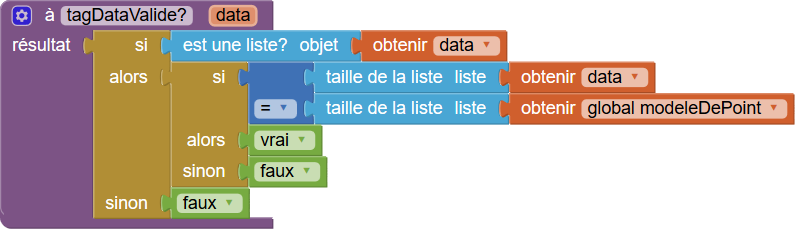 à tagDataValide? data
résultat si est une liste? objet obtenir data
alors si taille de la liste liste obtenir data
= taille de la liste liste obtenir global modeleDePoint
alors vrai
sinon faux
sinon faux